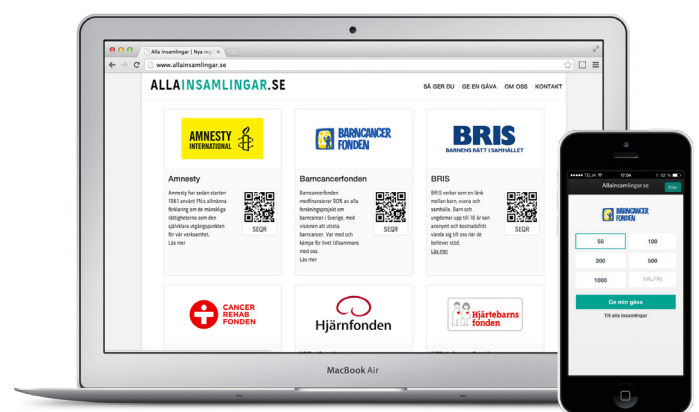 Alla insamlingar | Nya regl
www.allainsamlingar.se
ALLAINSAMLINGAR.SE
SÅ GER DU GE EN GÅVA OM OSS KONTAKT
AMNESTY
INTERNATIONAL
Amnesty
Amnesty har sedan starten
1961 använt FN:s allmänna
förklaring om de mänskliga
rättigheterna som den
självklara utgångspunkten
för vår verksamhet.
Läs mer
SEQR
BARNCANCER
FONDEN
Barncancerfonden
Barncancerfonden
medfinansierar 90% av alla
forskningsprojekt om
barncancer i Sverige, med
visionen att utrota
barncancer. Var med och
kämpa för livet tillsammans
med oss.
Läs mer
SEQR
BRIS
BARNENS RÄTT I SAMHÄLLET
BRIS
BRIS verkar som en länk
mellan barn, vuxna och
samhälle. Barn och
ungdomar upp till 18 år kan
anonymt och kostnadsfritt
vända sig till oss när de
behöver stöd.
Läs mer
SEQR
CANCER
REHAB
FONDEN
Hjärnfonden
Hjärtebarns
fonden
MacBook Air
TELIA 17:04 62 %
Allainsamlingar.se
Klar
BARNCANCER
FONDEN
50 100
200 500
1000 VALFRI
Ge min gåva
Till alla insamlingar